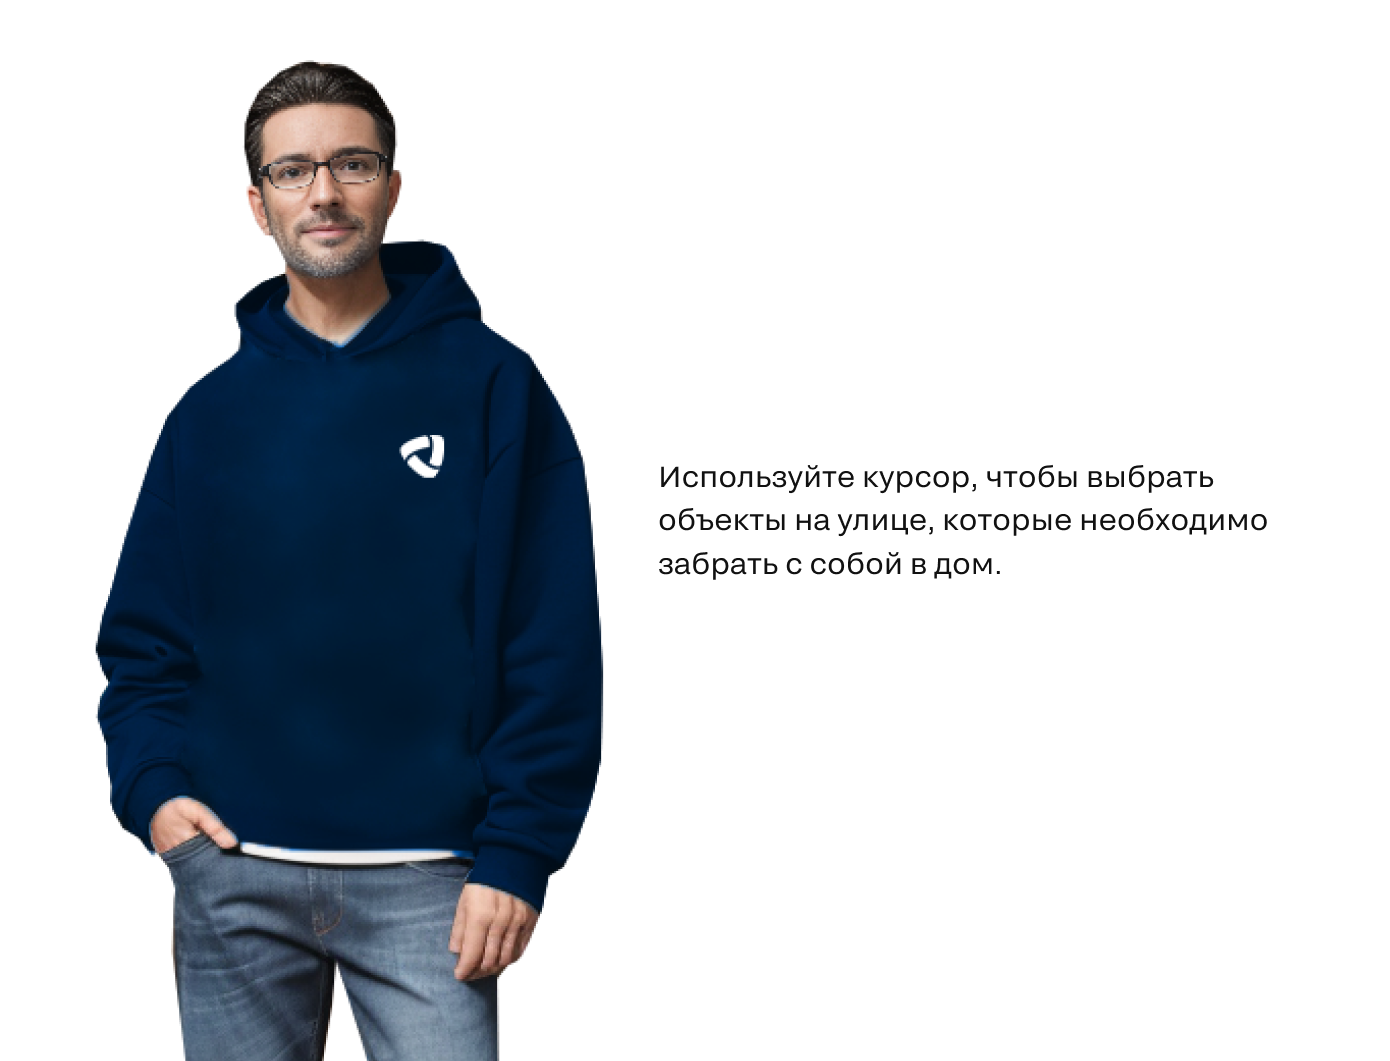 Используйте курсор, чтобы выбрать
объекты на улице, которые необходимо
забрать с собой в дом.